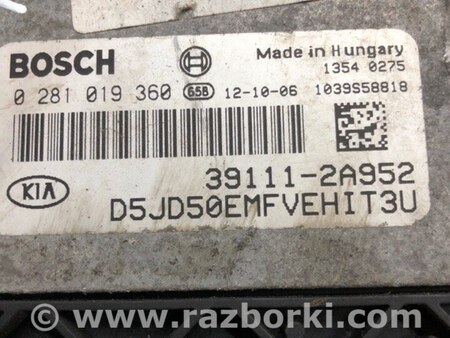 BOSCH
Made in Hungary
1354 0275
0 281 019 360 658 12-10-06 1039S58818
KIA
39111-2A952
D5JD50EMFVEHIT3U
© www.razborki.com